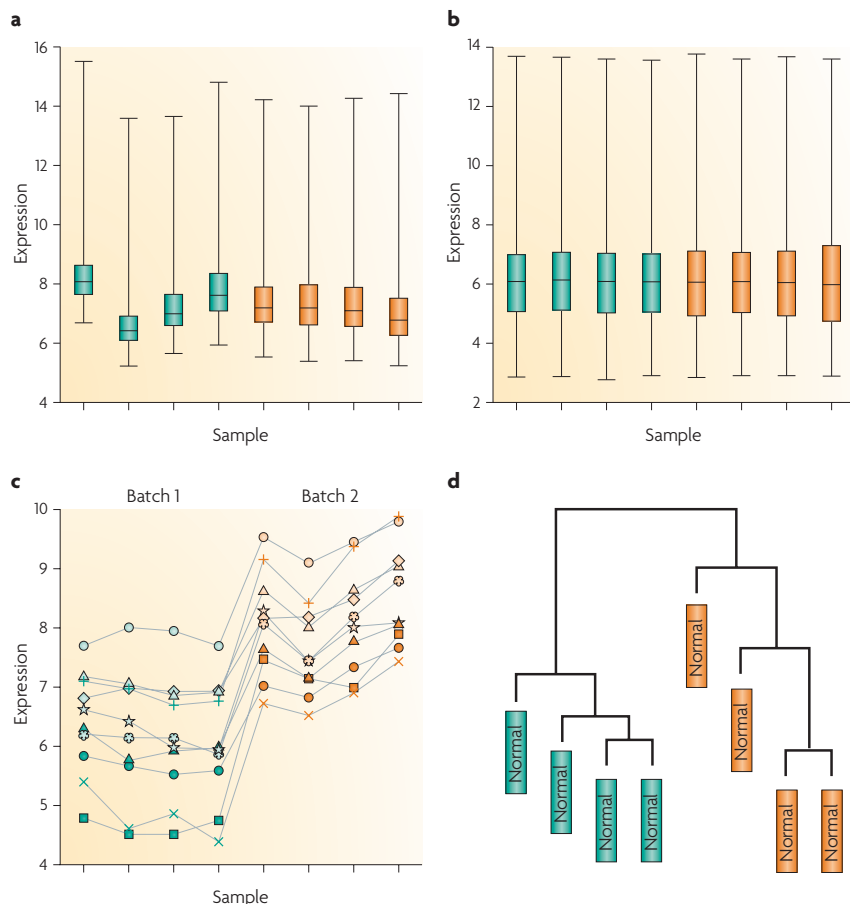 a
16
14
12
10
8
6
4
Expression
Sample
b
14
12
10
7
6
4
2
Expression
Sample
c
Batch 1 Batch 2
10
9
8
7
6
5
4
Expression
Sample
d
Normal
Normal
Normal
Normal
Normal
Normal
Normal
Normal